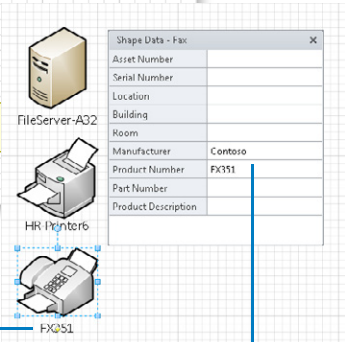 Shape Data - Fax
Asset Number
Serial Number
Location
Building
Room
Manufacturer Contoso
Product Number FX351
Part Number
Product Description
FileServer-A32
HR-Printer6
FX351